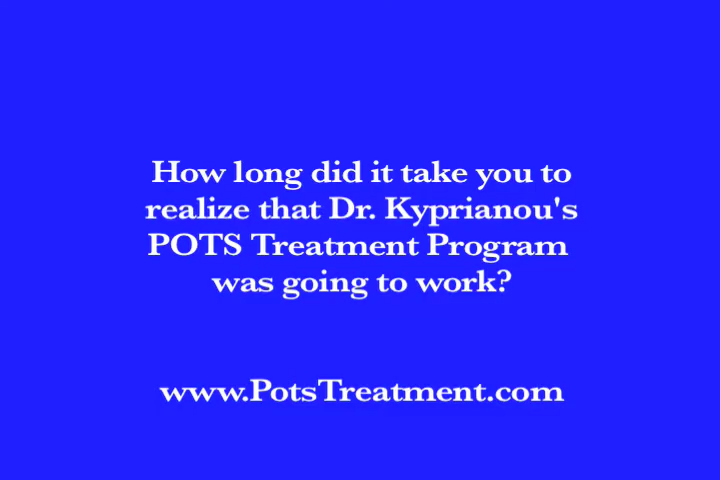 How long did it take you to
realize that Dr. Kyprianou's
POTS Treatment Program
was going to work?
www.PotsTreatment.com